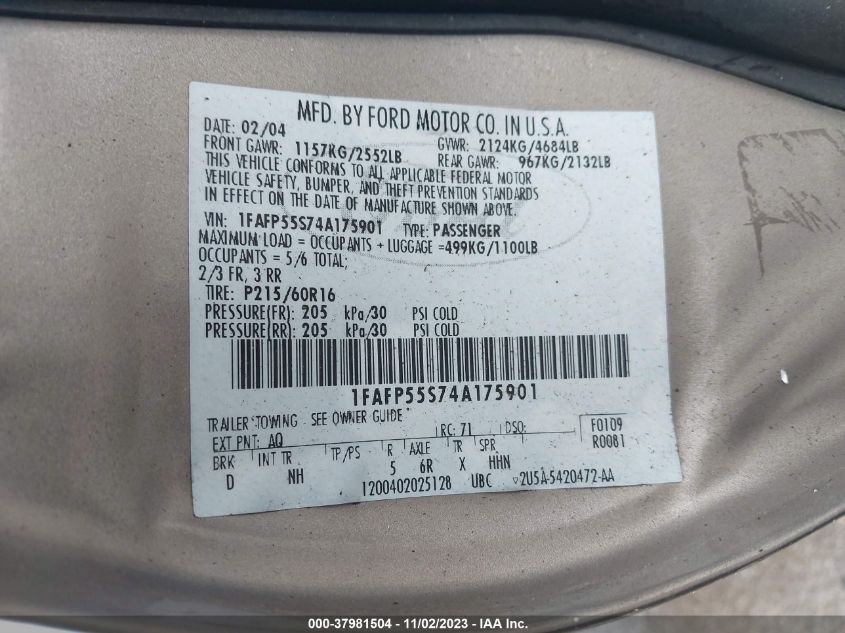 MFD. BY FORD MOTOR CO. IN U.S.A.
DATE: 02/04 GVWR: 2124KG/4684LB
FRONT GAWR: 1157KG/2552LB REAR GAWR: 967KG/2132LB
THIS VEHICLE CONFORMS TO ALL APPLICABLE FEDERAL MOTOR
VEHICLE SAFETY, BUMPER, AND THEFT PREVENTION STANDARDS
IN EFFECT ON THE DATE OF MANUFACTURE SHOWN ABOVE.
VIN: 1FAFP55S74A175901 TYPE: PASSENGER
MAXIMUM LOAD = OCCUPANTS + LUGGAGE =499KG/1100LB
OCCUPANTS = 5/6 TOTAL;
2/3 FR, 3 RR
TIRE: P215/60R16
PRESSURE(FR): 205 kPa/30 PSI COLD
PRESSURE(RR): 205 kPa/30 PSI COLD
1FAFP55S74A175901
TRAILER TOWING - SEE OWNER GUIDE
EXT PNT: AQ RC: 71 DSO: F0109
R0081
BRK INT TR TP/PS R AXLE TR SPR
D NH 5 6R X HHN
1200402025128 UBC 2U5A-5420472-AA
000-37981504 - 11/02/2023 - IAA Inc.